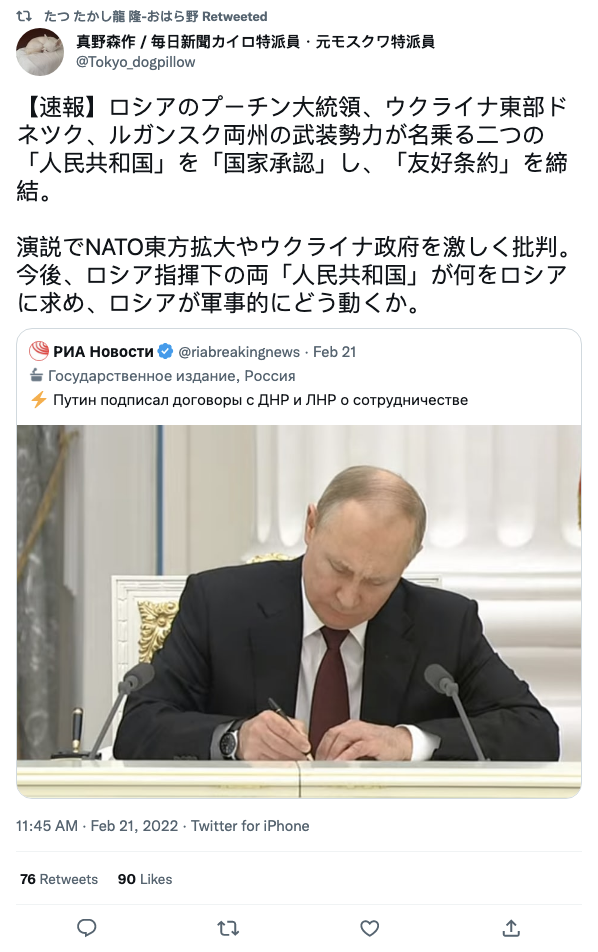 たつ たかし龍 隆-おはら野 Retweeted
真野森作 / 毎日新聞カイロ特派員・元モスクワ特派員
@Tokyo_dogpillow
【速報】ロシアのプーチン大統領、ウクライナ東部ド
ネツク、ルガンスク両州の武装勢力が名乗る二つの
「人民共和国」を「国家承認」し、「友好条約」を締
結。
演説でNATO東方拡大やウクライナ政府を激しく批判。
今後、ロシア指揮下の両「人民共和国」が何をロシア
に求め、ロシアが軍事的にどう動くか。
РИА Новости @riabreakingnews · Feb 21
Государственное издание, Россия
⚡ Путин подписал договоры с ДНР и ЛНР о сотрудничестве
11:45 AM · Feb 21, 2022 · Twitter for iPhone
76 Retweets 90 Likes